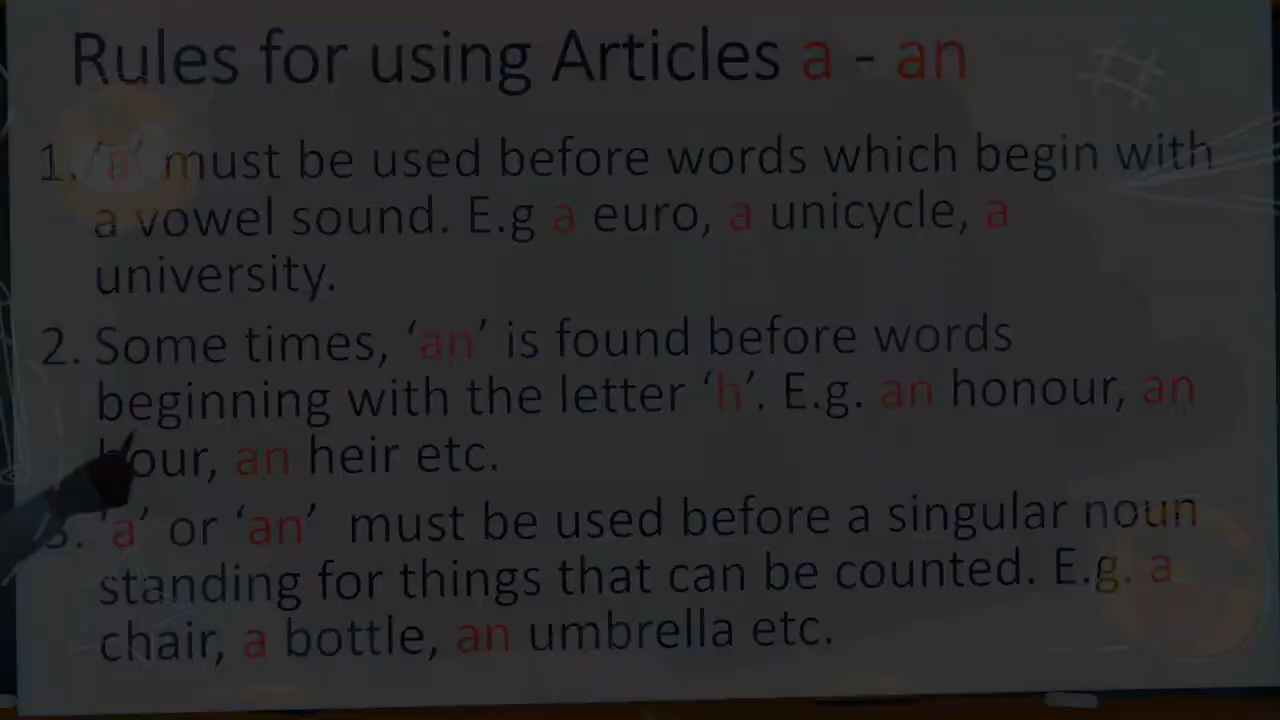 Rules for using Articles a - an
1. 'a' must be used before words which begin with
a vowel sound. E.g a euro, a unicycle, a
university.
2. Some times, 'an' is found before words
beginning with the letter 'h'. E.g. an honour, an
hour, an heir etc.
3. 'a' or 'an' must be used before a singular noun
standing for things that can be counted. E.g. a
chair, a bottle, an umbrella etc.